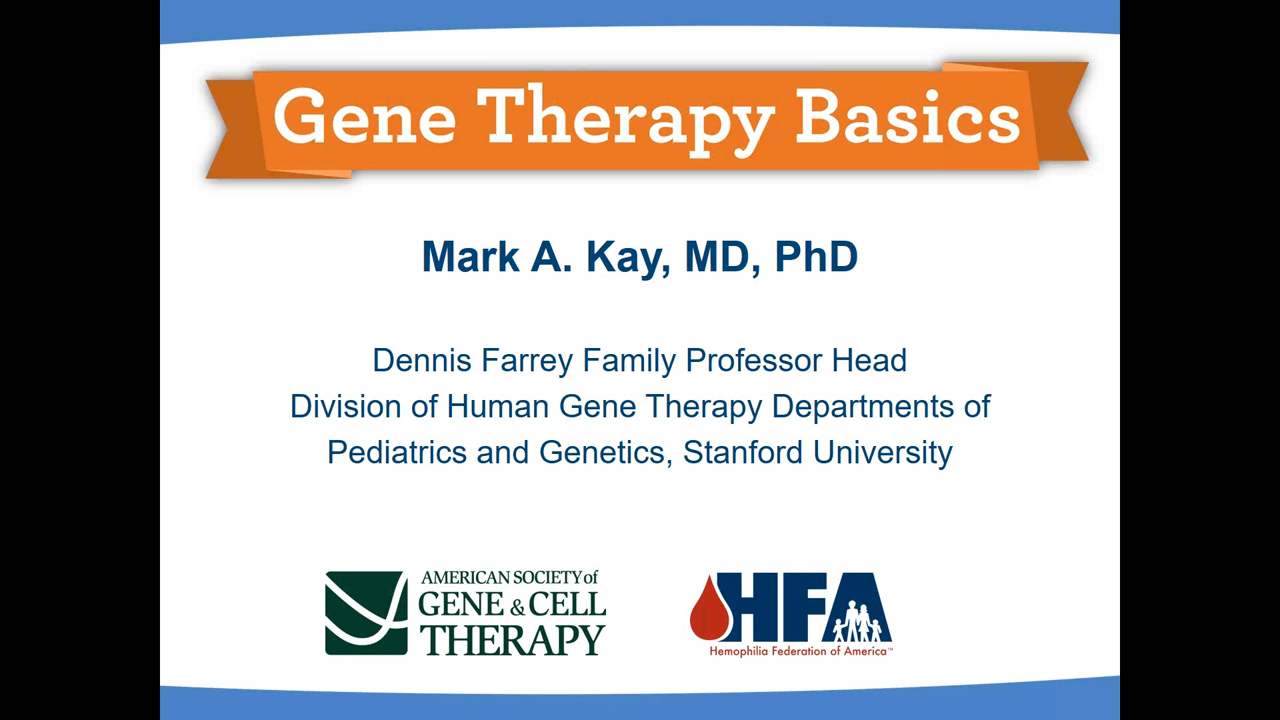 Gene Therapy Basics
Mark A. Kay, MD, PhD
Dennis Farrey Family Professor Head
Division of Human Gene Therapy Departments of
Pediatrics and Genetics, Stanford University
AMERICAN SOCIETY of
GENE & CELL
THERAPY
HFA
Hemophilia Federation of America™